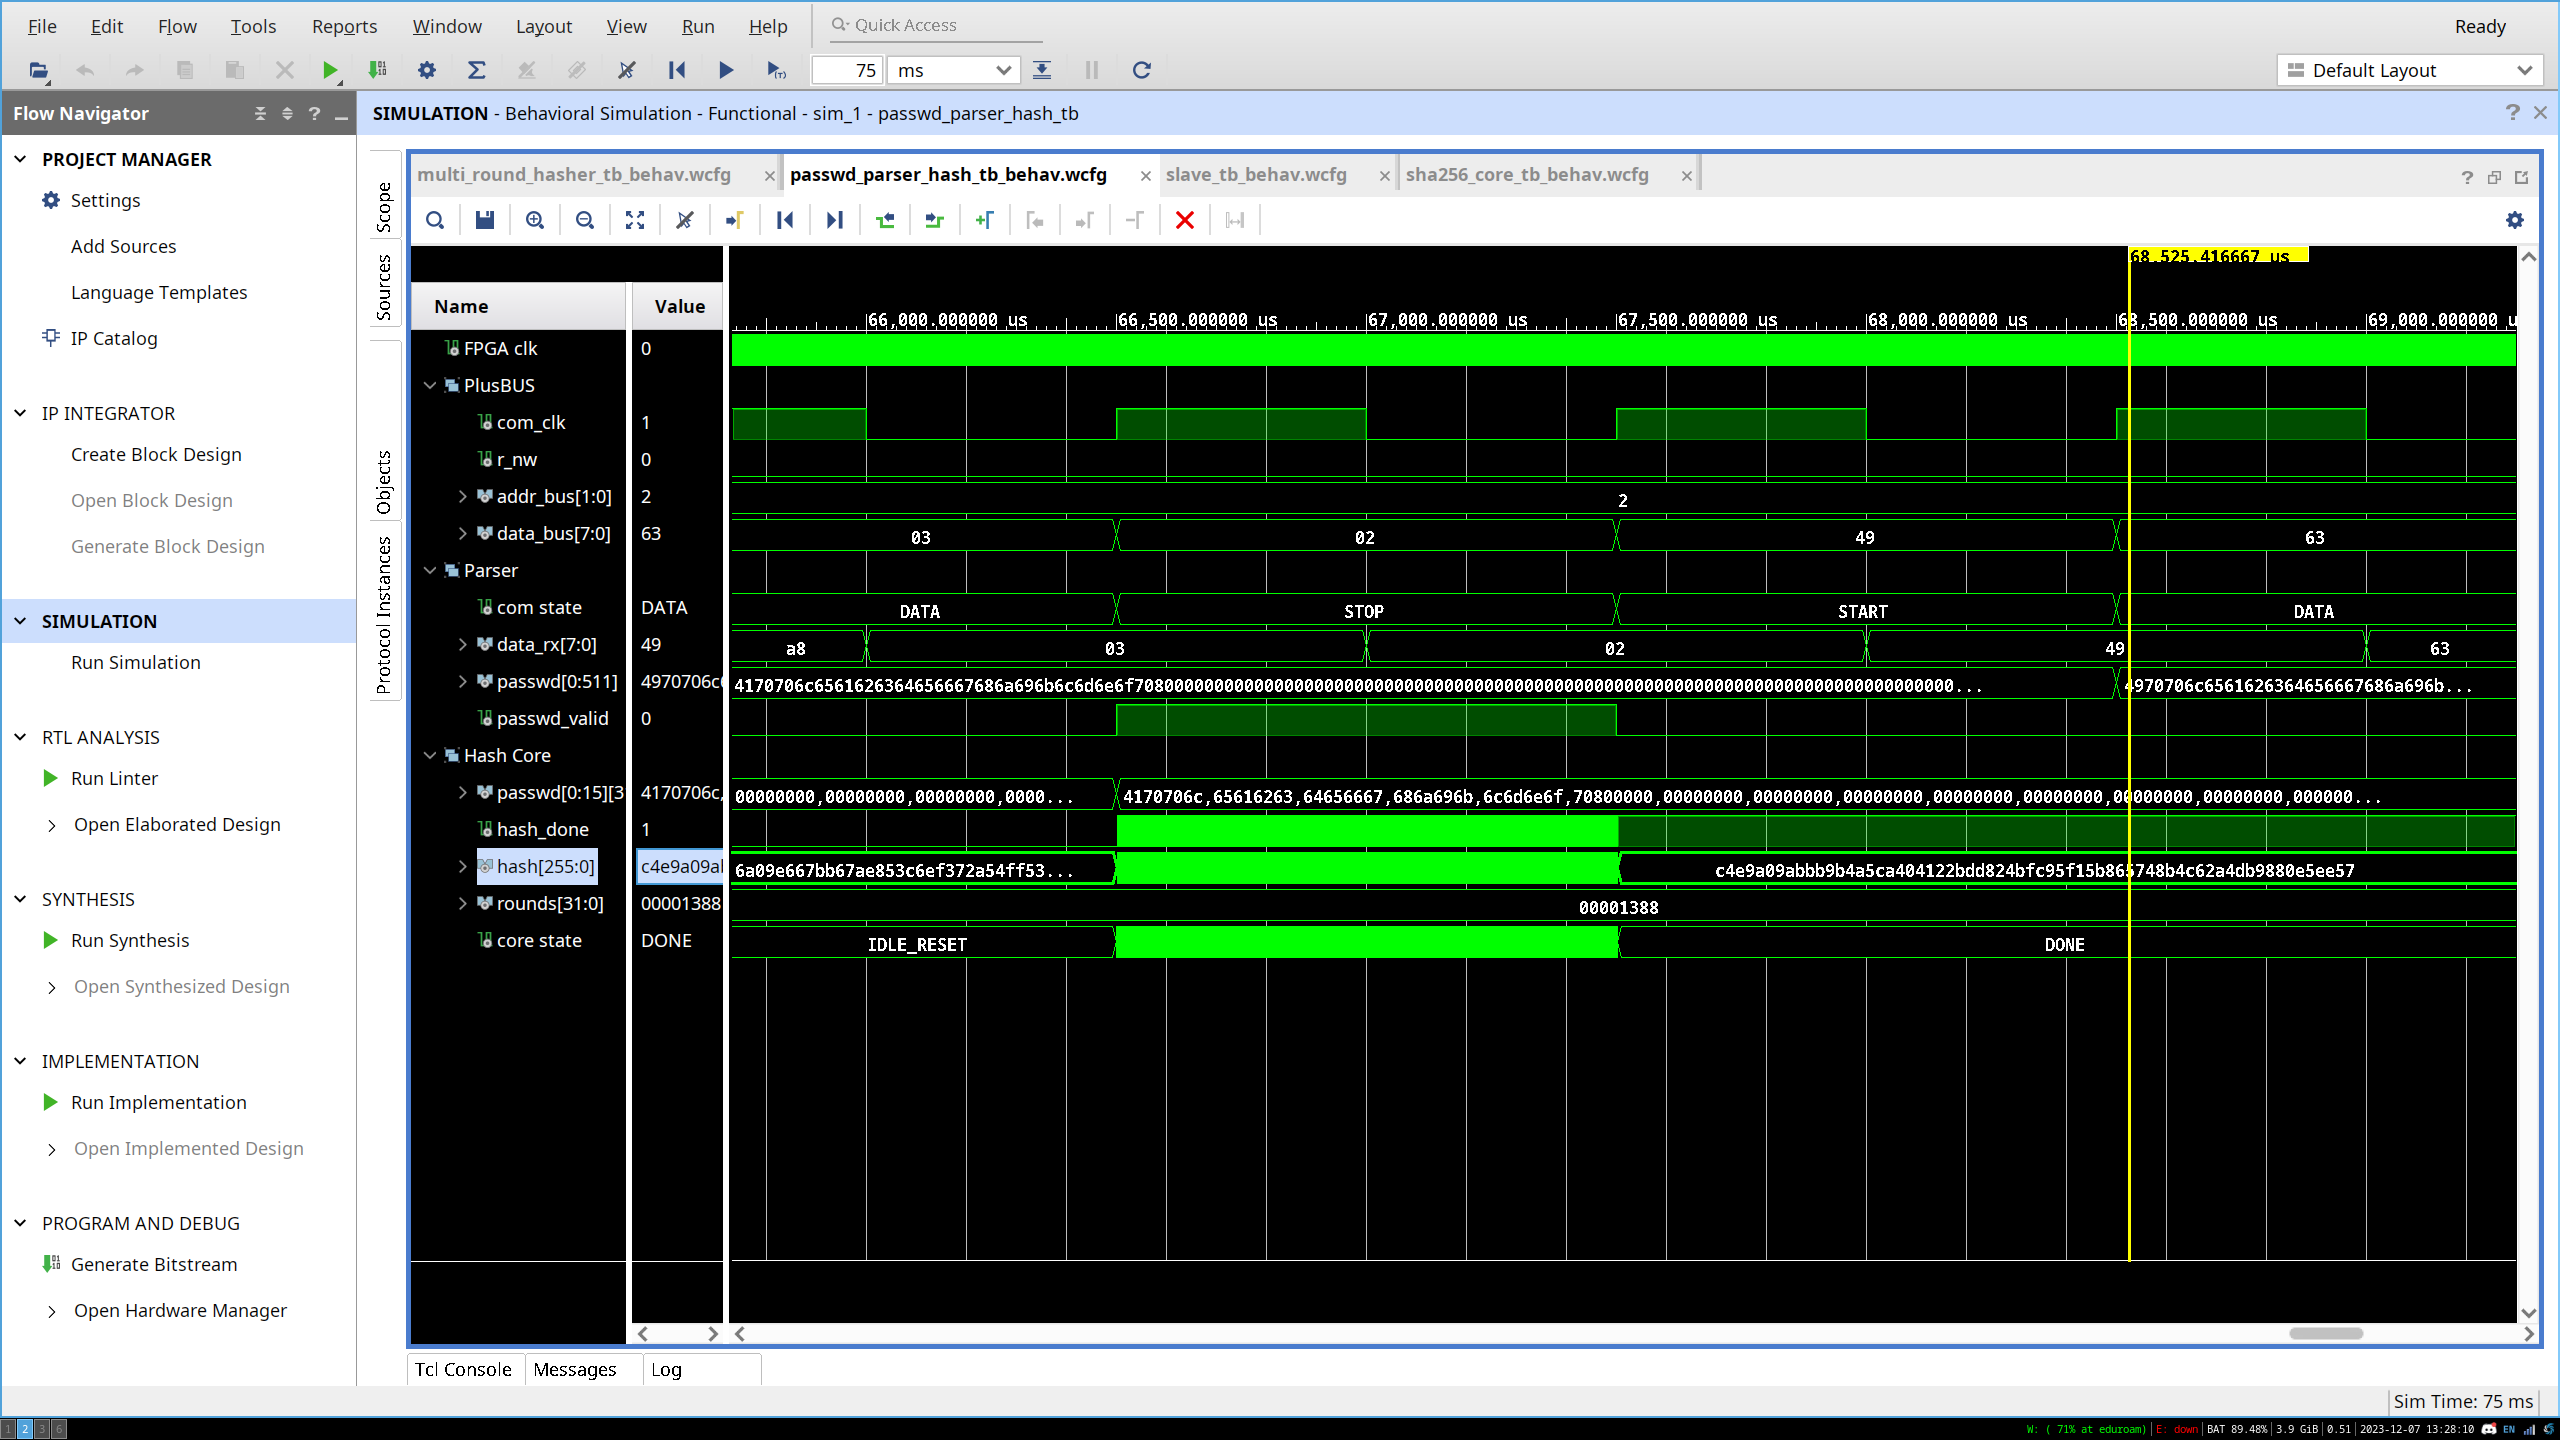 File Edit Flow Tools Reports Window Layout View Run Help Quick Access Ready
75 ms Default Layout
Flow Navigator ? _
SIMULATION - Behavioral Simulation - Functional - sim_1 - passwd_parser_hash_tb
PROJECT MANAGER
Settings
Add Sources
Language Templates
IP Catalog
IP INTEGRATOR
Create Block Design
Open Block Design
Generate Block Design
SIMULATION
Run Simulation
RTL ANALYSIS
Run Linter
Open Elaborated Design
SYNTHESIS
Run Synthesis
Open Synthesized Design
IMPLEMENTATION
Run Implementation
Open Implemented Design
PROGRAM AND DEBUG
Generate Bitstream
Open Hardware Manager
Scope
Sources
Objects
Protocol Instances
multi_round_hasher_tb_behav.wcfg passwd_parser_hash_tb_behav.wcfg slave_tb_behav.wcfg sha256_core_tb_behav.wcfg
68,525.416667 us
Name Value
66,000.000000 us 66,500.000000 us 67,000.000000 us 67,500.000000 us 68,000.000000 us 68,500.000000 us 69,000.000000 u
FPGA clk 0
PlusBUS
com_clk 1
r_nw 0
addr_bus[1:0] 2 2
data_bus[7:0] 63 03 02 49 63
Parser
com state DATA DATA STOP START DATA
data_rx[7:0] 49 a8 03 02 49 63
passwd[0:511] 4970706c6
passwd_valid 0
Hash Core
passwd[0:15][3 4170706c, 00000000,00000000,00000000,0000... 4170706c,65616263,64656667,686a696b,6c6d6e6f,70800000,00000000,00000000,00000000,00000000,00000000,00000000,00000000,000000...
hash_done 1
hash[255:0] c4e9a09al 6a09e667bb67ae853c6ef372a54ff53... c4e9a09abbb9b4a5ca404122bdd824bfc95f15b865748b4c62a4db9880e5ee57
rounds[31:0] 00001388 00001388
core state DONE IDLE_RESET DONE
Tcl Console Messages Log
Sim Time: 75 ms
1 2 3 6
W: ( 71% at eduroam) E: down BAT 89.48% 3.9 GiB 0.51 2023-12-07 13:28:10 EN